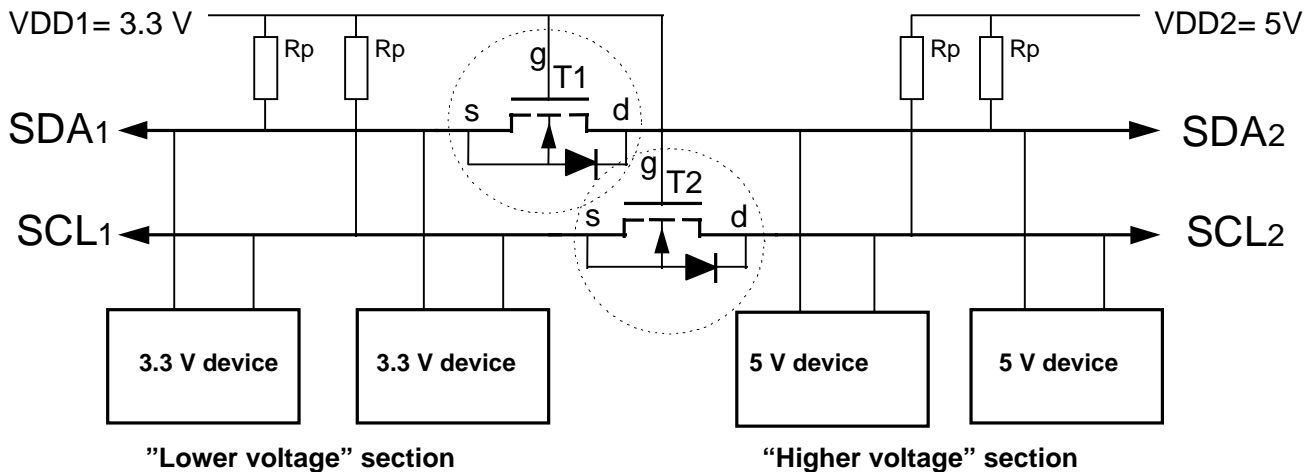 VDD1= 3.3 V
VDD2= 5V
Rp
Rp
Rp
Rp
g
T1
s
d
SDA1
SDA2
g
T2
s
d
SCL1
SCL2
3.3 V device
3.3 V device
5 V device
5 V device
”Lower voltage” section
“Higher voltage” section